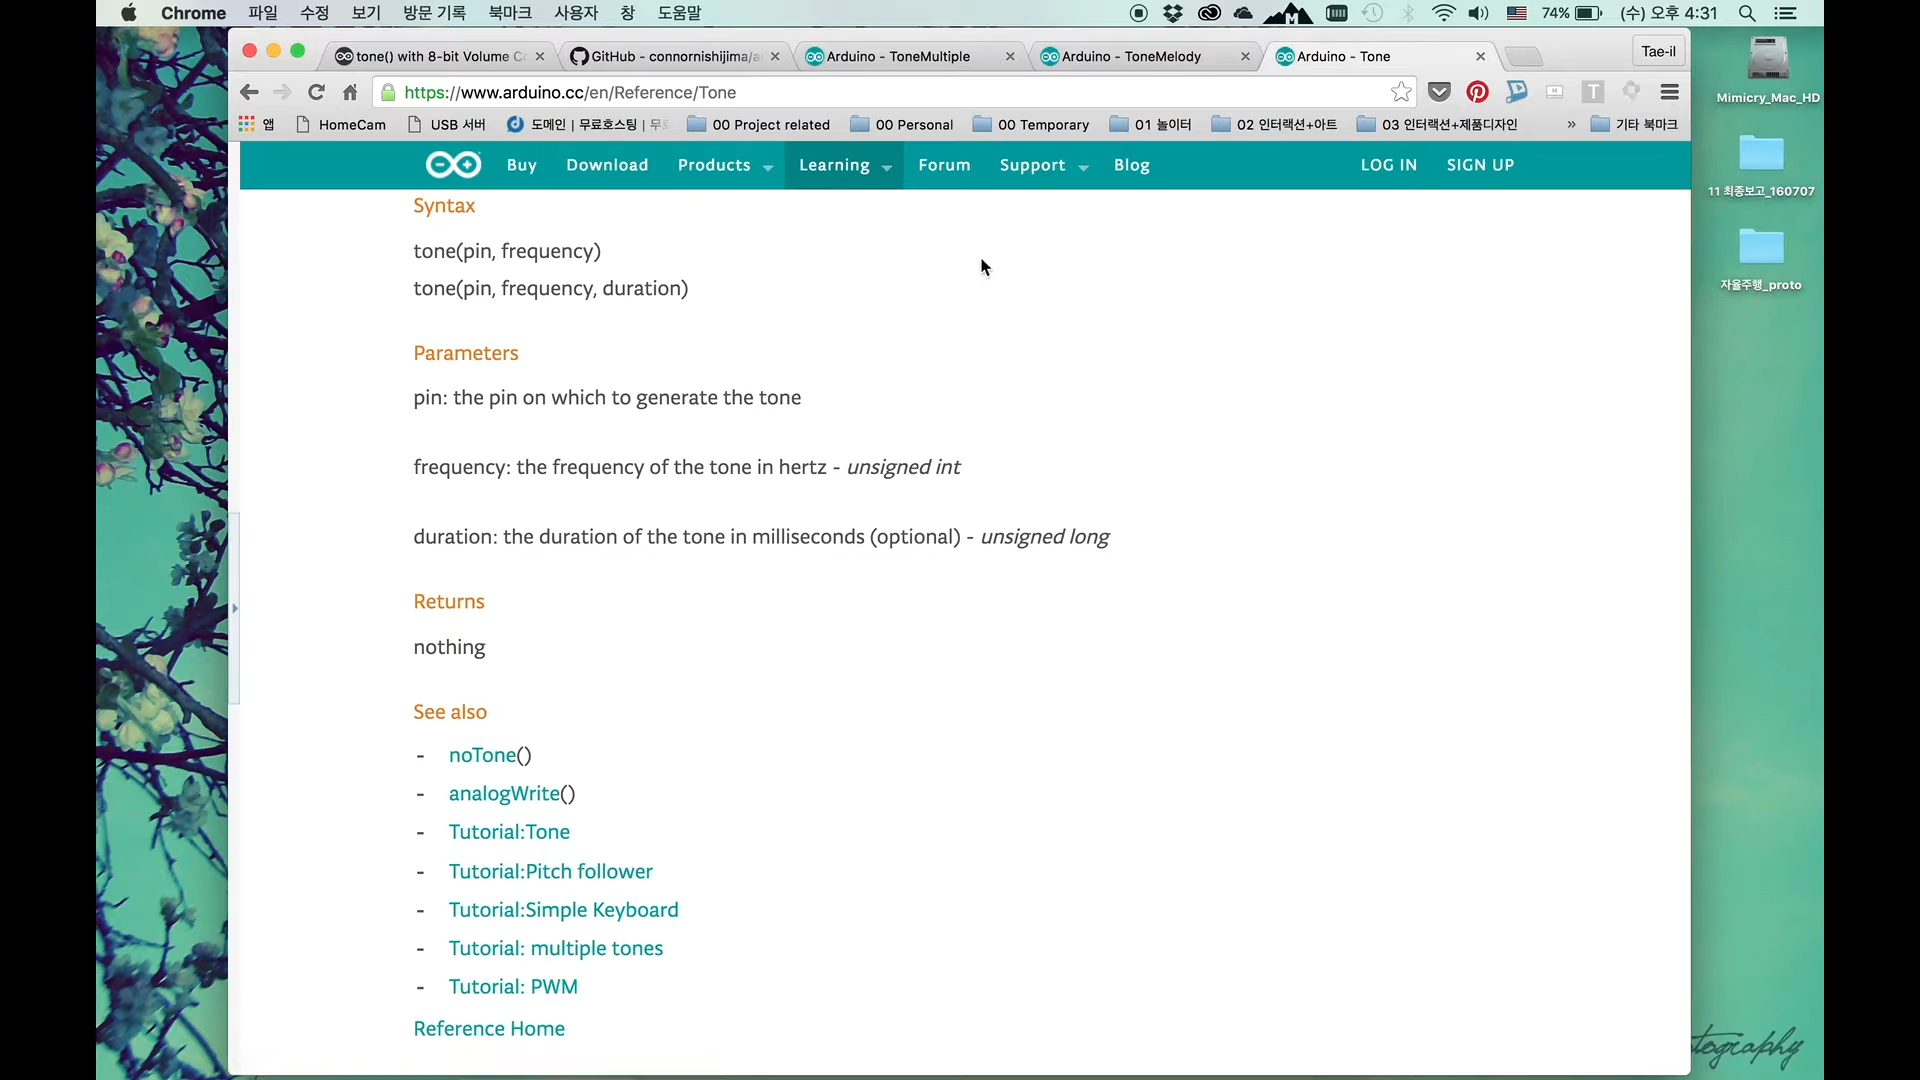 Chrome 파일 수정 보기 방문 기록 북마크 사용자 창 도움말 74% (수) 오후 4:31
tone() with 8-bit Volume Co GitHub - connornishijima/ar Arduino - ToneMultiple Arduino - ToneMelody Arduino - Tone Tae-il
https://www.arduino.cc/en/Reference/Tone
앱 HomeCam USB 서버 도메인 | 무료호스팅 | 무 00 Project related 00 Personal 00 Temporary 01 놀이터 02 인터랙션+아트 03 인터랙션+제품디자인 » 기타 북마크
Buy Download Products Learning Forum Support Blog LOG IN SIGN UP
Syntax
tone(pin, frequency)
tone(pin, frequency, duration)
Parameters
pin: the pin on which to generate the tone
frequency: the frequency of the tone in hertz - unsigned int
duration: the duration of the tone in milliseconds (optional) - unsigned long
Returns
nothing
See also
- noTone()
- analogWrite()
- Tutorial:Tone
- Tutorial:Pitch follower
- Tutorial:Simple Keyboard
- Tutorial: multiple tones
- Tutorial: PWM
Reference Home
Mimicry_Mac_HD
11 최종보고_160707
자율주행_proto
tography